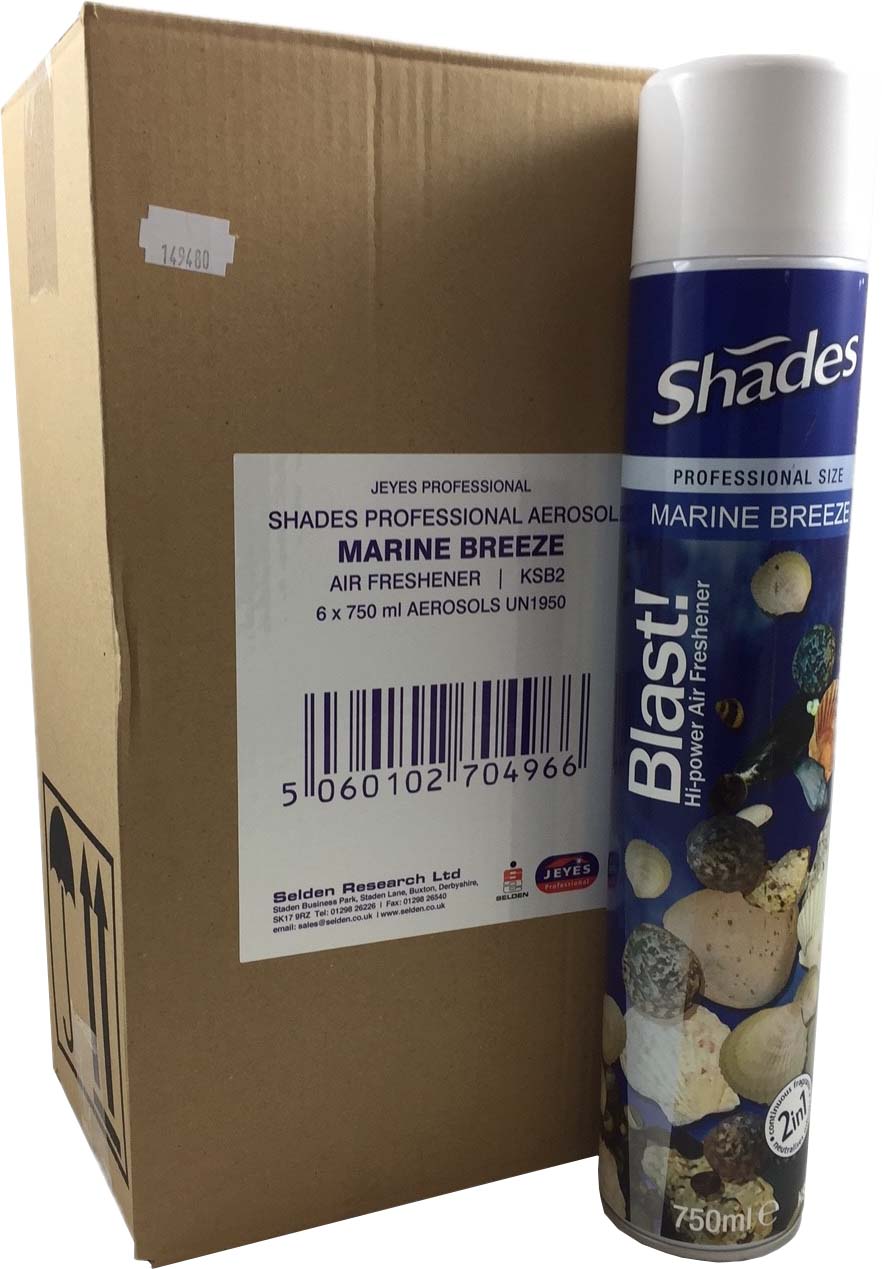 149480
JEYES PROFESSIONAL
SHADES PROFESSIONAL AEROSOL
MARINE BREEZE
AIR FRESHENER | KSB2
6 x 750 ml AEROSOLS UN1950
5 060102 704966
Selden Research Ltd
Staden Business Park, Staden Lane, Buxton, Derbyshire,
SK17 9RZ Tel: 01298 26226 | Fax: 01298 26540
email: sales@selden.co.uk | www.selden.co.uk
SELDEN
JEYES
Professional
Shades
PROFESSIONAL SIZE
MARINE BREEZE
Blast!
Hi-power Air Freshener
continuous
2in1
750ml e